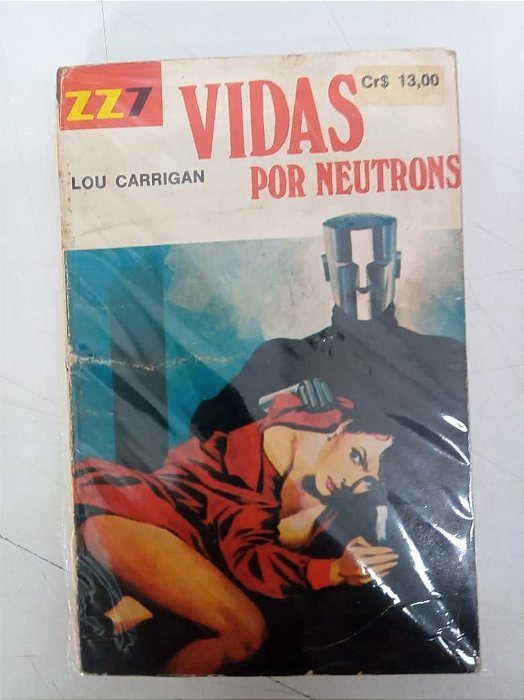 ZZ7
VIDAS
Cr$ 13,00
LOU CARRIGAN
POR NEUTRONS